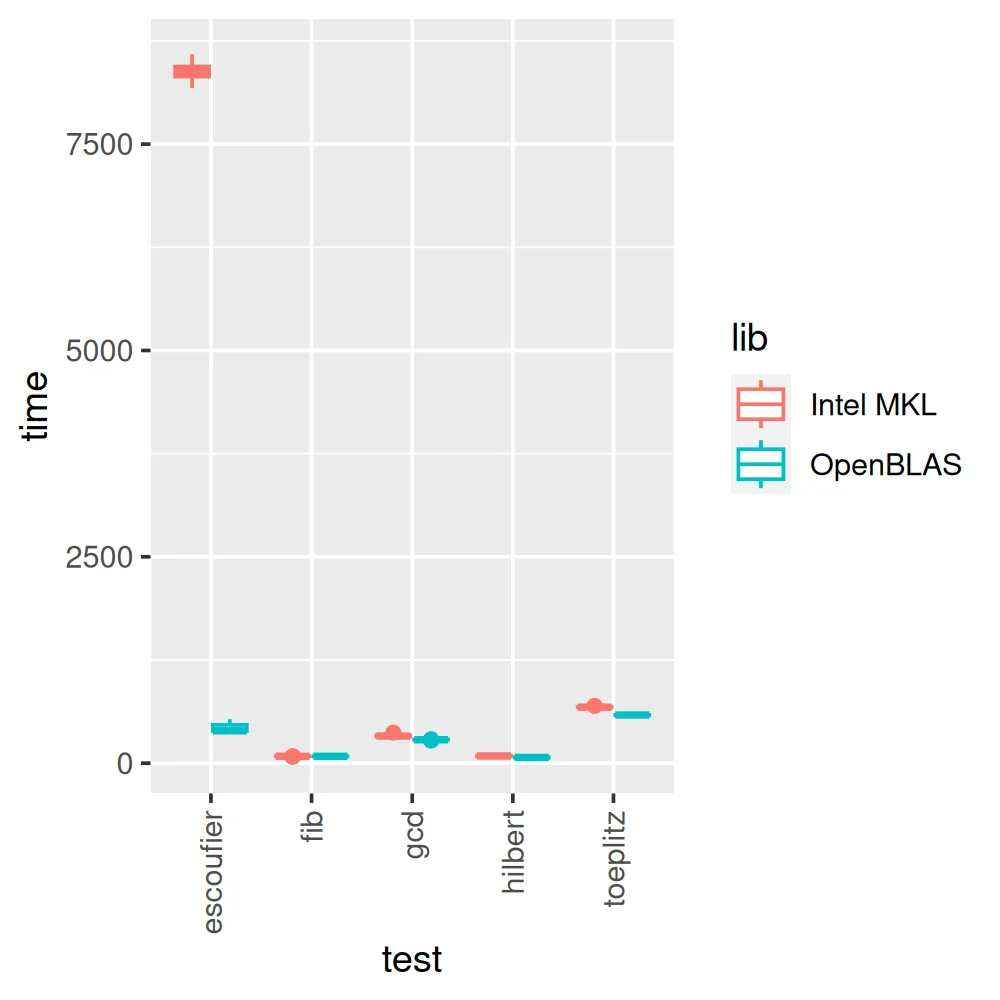 7500
5000
2500
0
time
escoufier
fib
gcd
hilbert
toeplitz
test
lib
Intel MKL
OpenBLAS